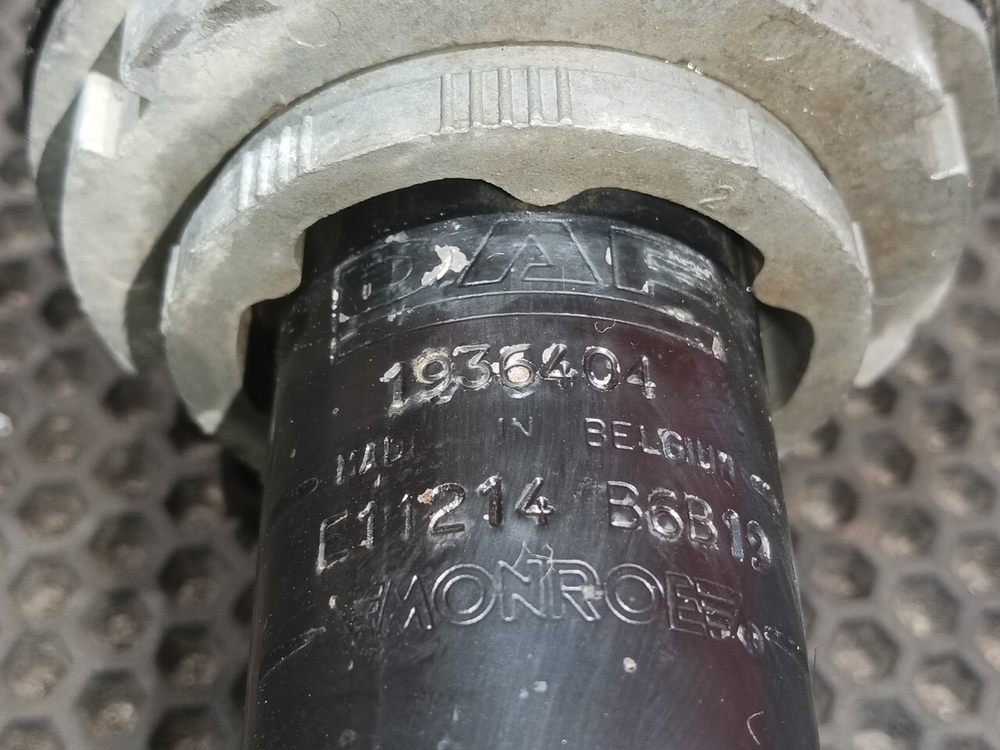 DAF
1936404
MADE IN BELGIUM
E11214 B6B19
MONROE